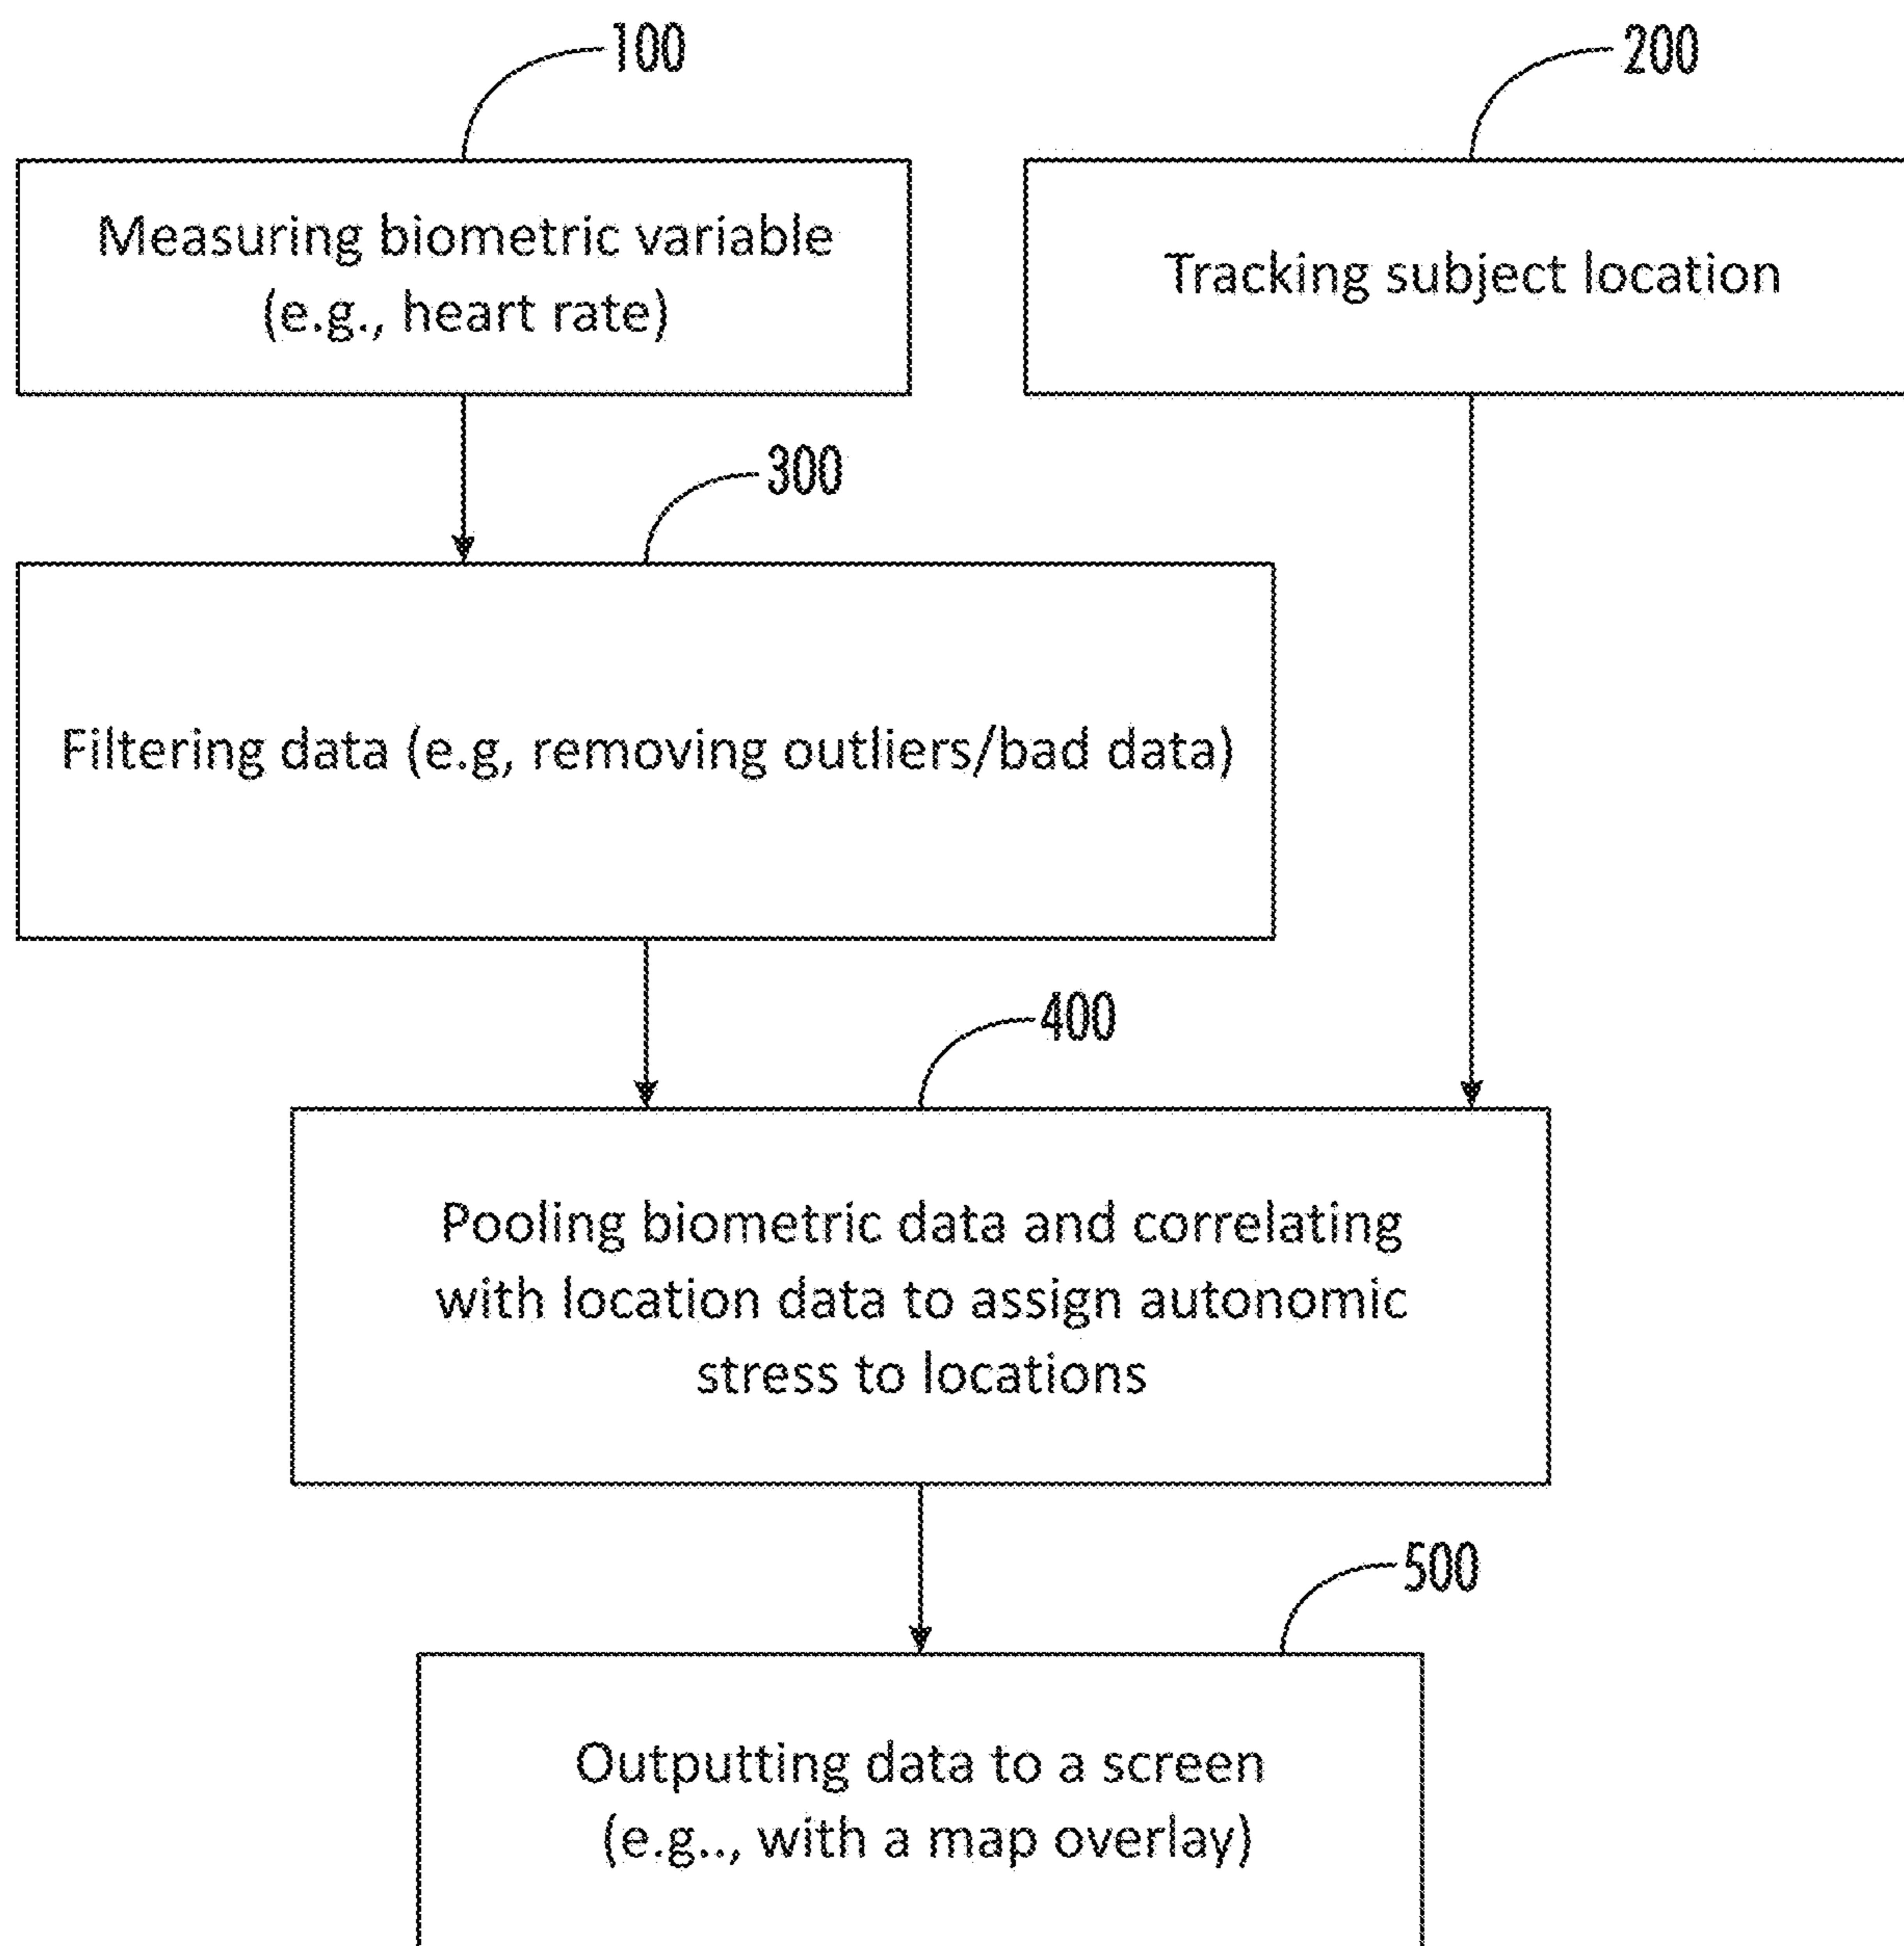 100
200
Measuring biometric variable
(e.g., heart rate)
Tracking subject location
300
Filtering data (e.g, removing outliers/bad data)
400
Pooling biometric data and correlating
with location data to assign autonomic
stress to locations
500
Outputting data to a screen
(e.g.., with a map overlay)